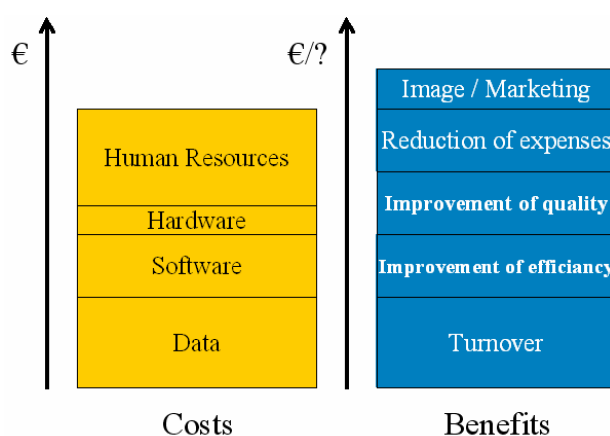 €
Human Resources
Hardware
Software
Data
Costs
€/?
Image / Marketing
Reduction of expenses
Improvement of quality
Improvement of efficiancy
Turnover
Benefits